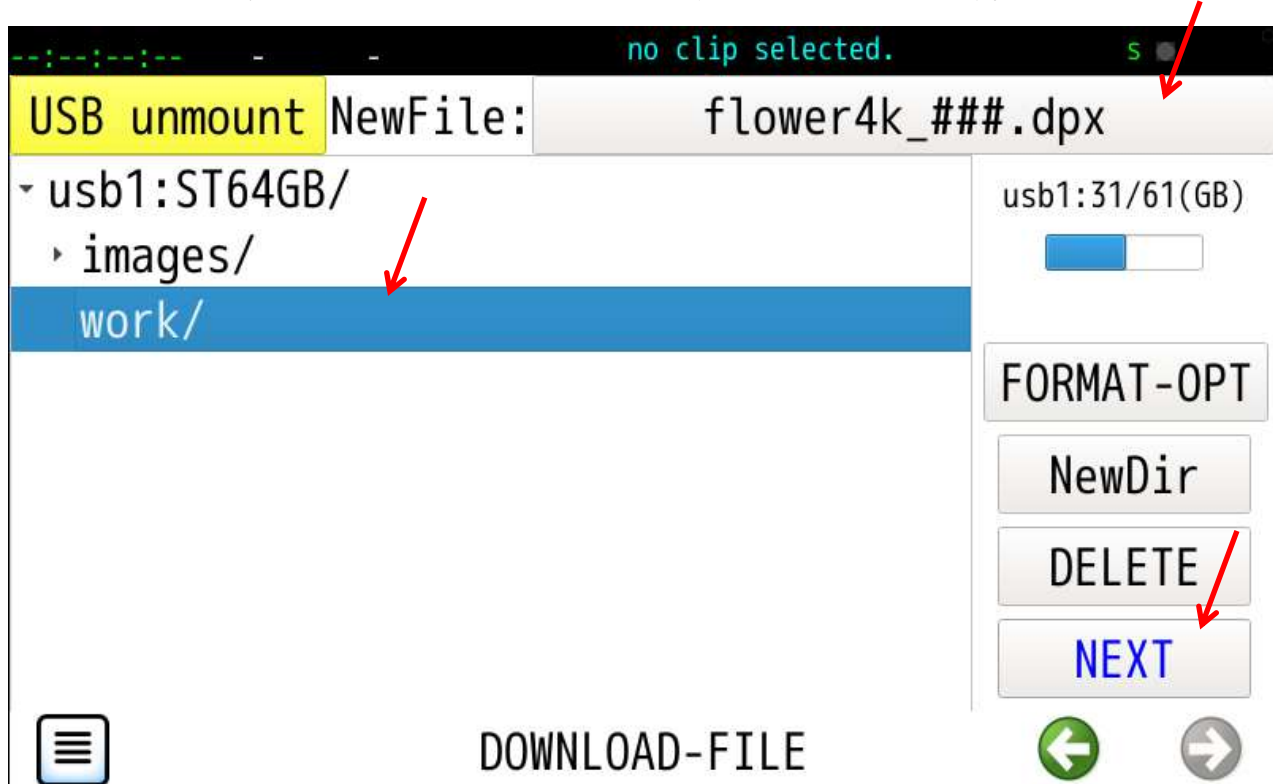 --:--:--:-- - - no clip selected. S
USB unmount NewFile: flower4k_###.dpx
usb1:ST64GB/
usb1:31/61(GB)
images/
work/
FORMAT-OPT
NewDir
DELETE
NEXT
DOWNLOAD-FILE